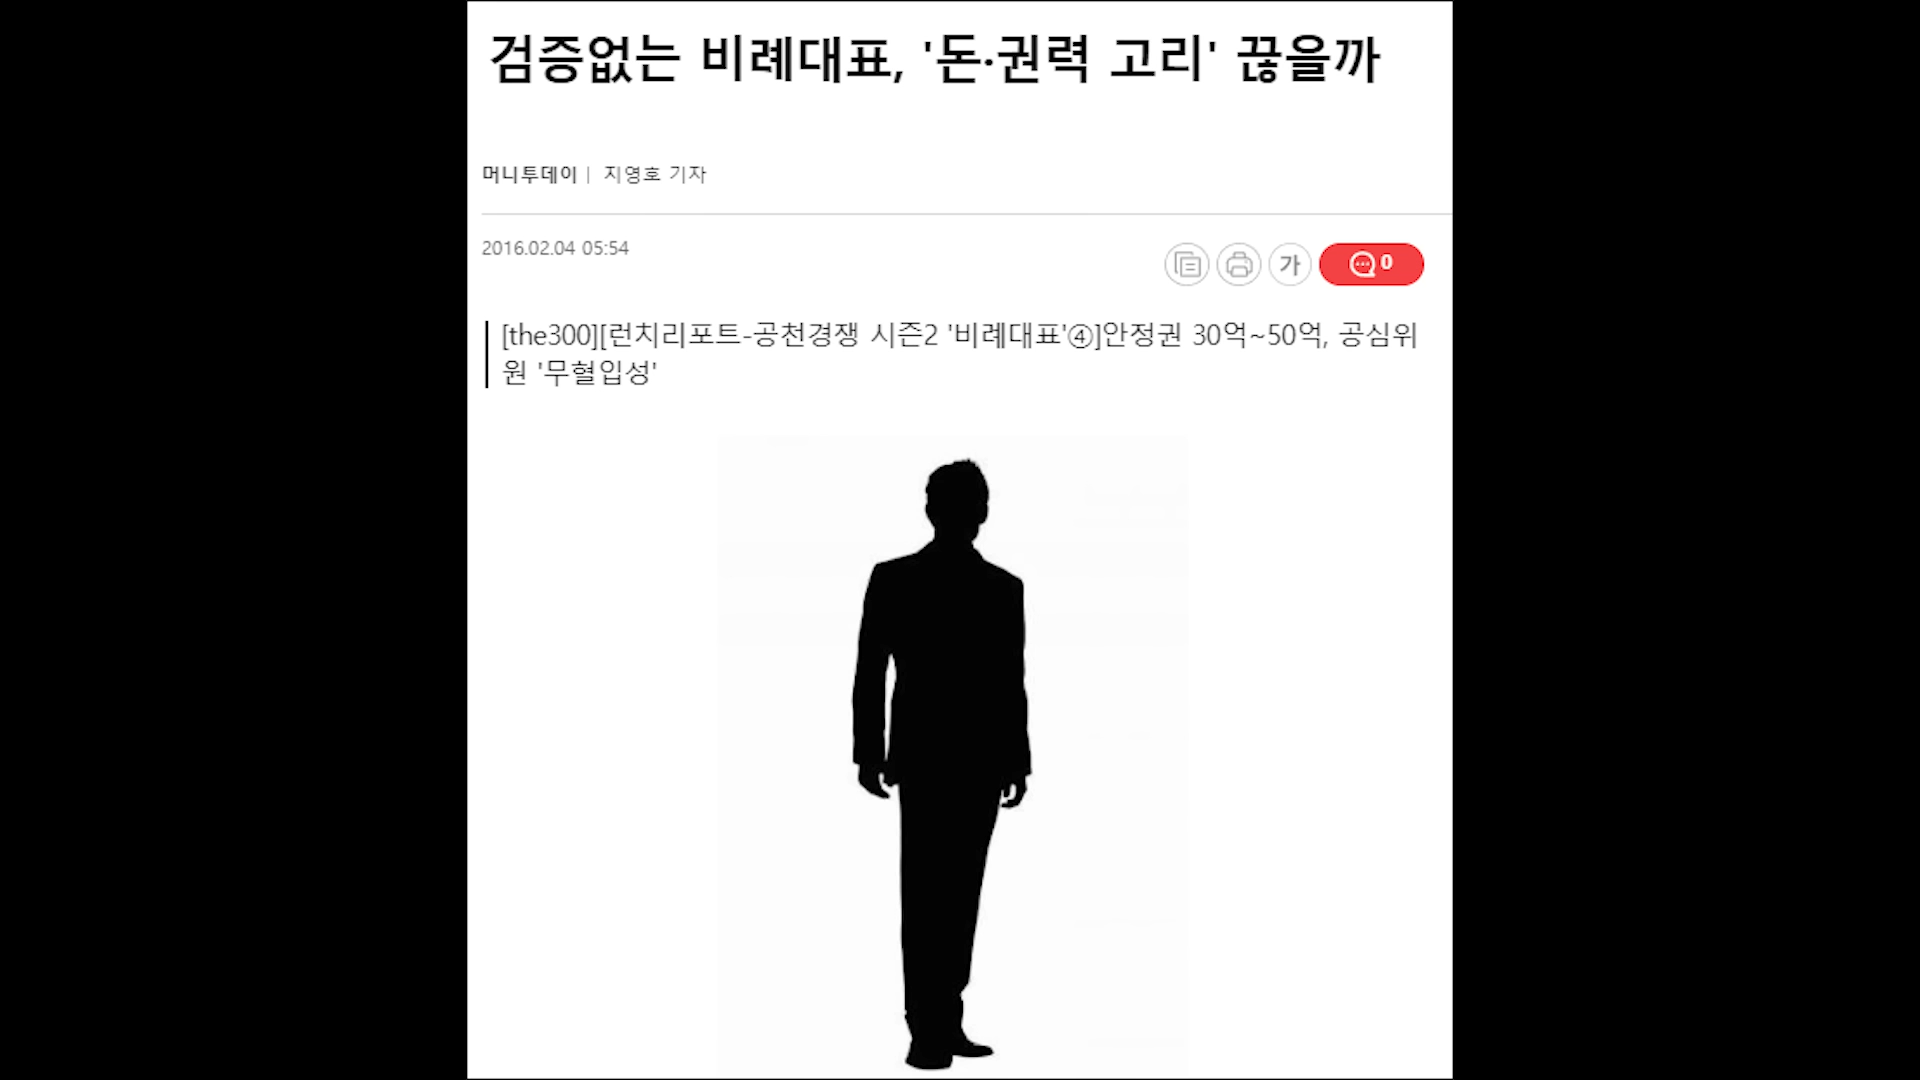 검증없는 비례대표, '돈·권력 고리' 끊을까
머니투데이 | 지영호 기자
2016.02.04 05:54
가
0
[the300][런치리포트-공천경쟁 시즌2 '비례대표'④]안정권 30억~50억, 공심위
원 '무혈입성'